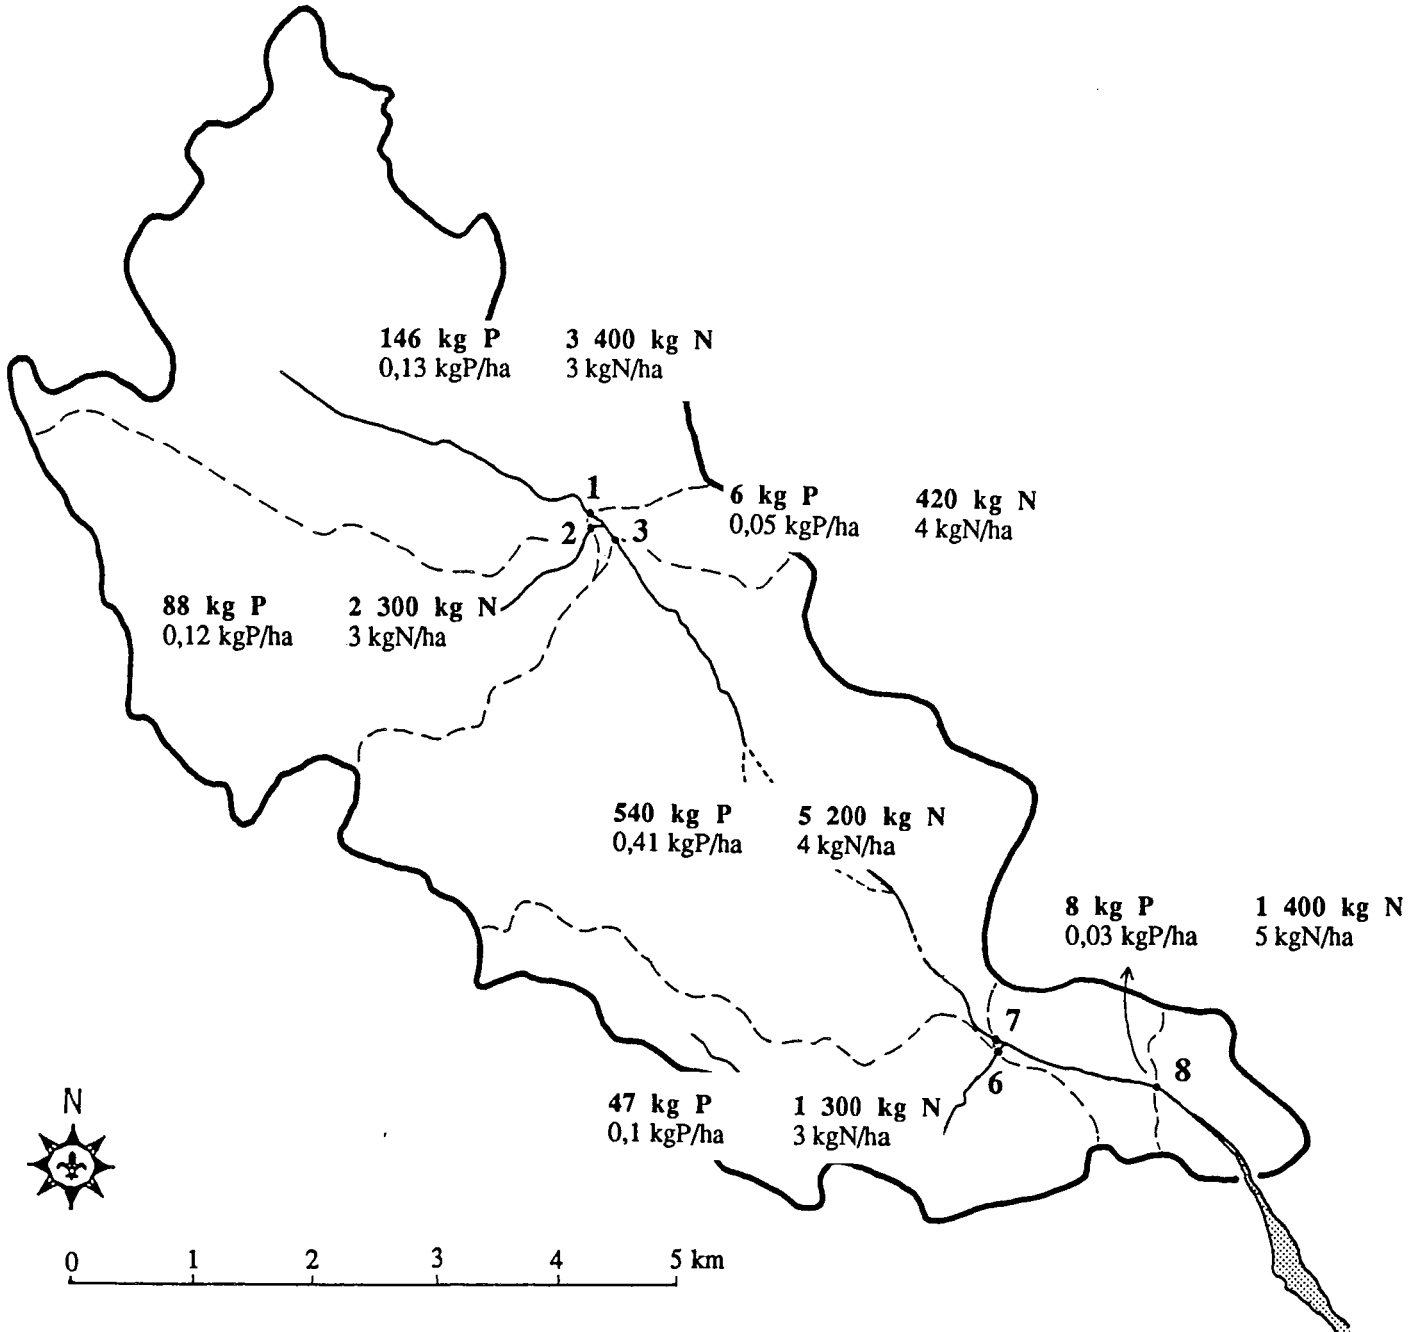 146 kg P 3 400 kg N
0,13 kgP/ha 3 kgN/ha
1
6 kg P 420 kg N
0,05 kgP/ha 4 kgN/ha
2 3
88 kg P 2 300 kg N
0,12 kgP/ha 3 kgN/ha
540 kg P 5 200 kg N
0,41 kgP/ha 4 kgN/ha
8 kg P 1 400 kg N
0,03 kgP/ha 5 kgN/ha
7
8
6
47 kg P 1 300 kg N
0,1 kgP/ha 3 kgN/ha
N
0 1 2 3 4 5 km